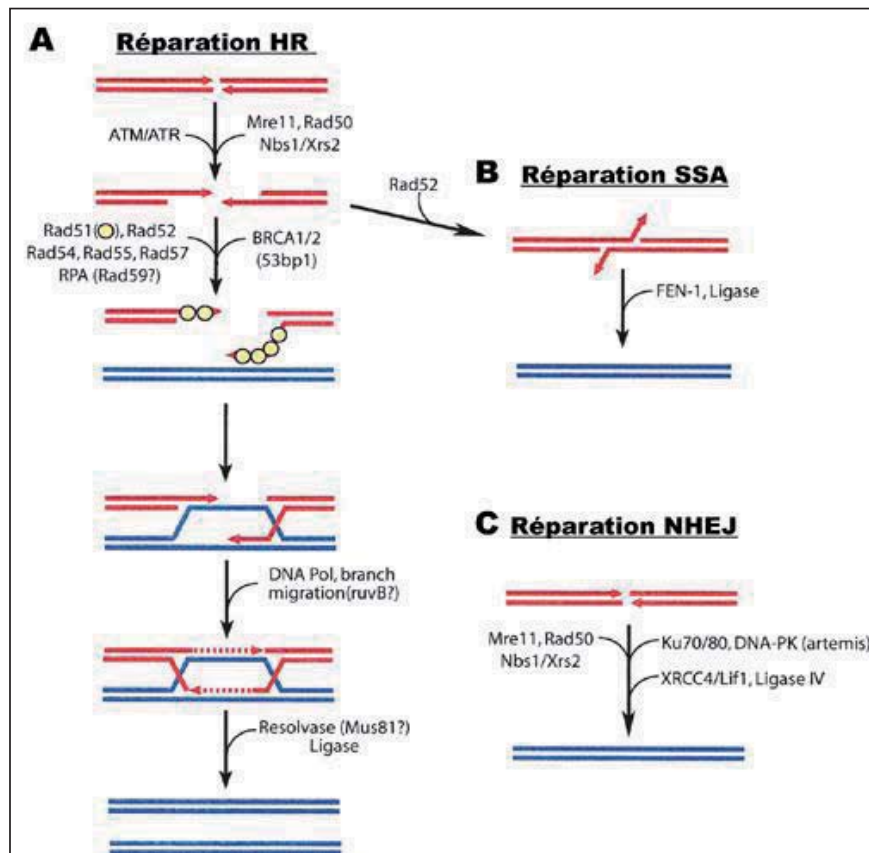 A
Réparation HR
ATM/ATR
Mre11, Rad50
Nbs1/Xrs2
Rad51( ), Rad52
Rad54, Rad55, Rad57
RPA (Rad59?)
BRCA1/2
(53bp1)
DNA Pol, branch
migration(ruvB?)
Resolvase (Mus81?)
Ligase
Rad52
B
Réparation SSA
FEN-1, Ligase
C
Réparation NHEJ
Mre11, Rad50
Nbs1/Xrs2
Ku70/80, DNA-PK (artemis)
XRCC4/Lif1, Ligase IV